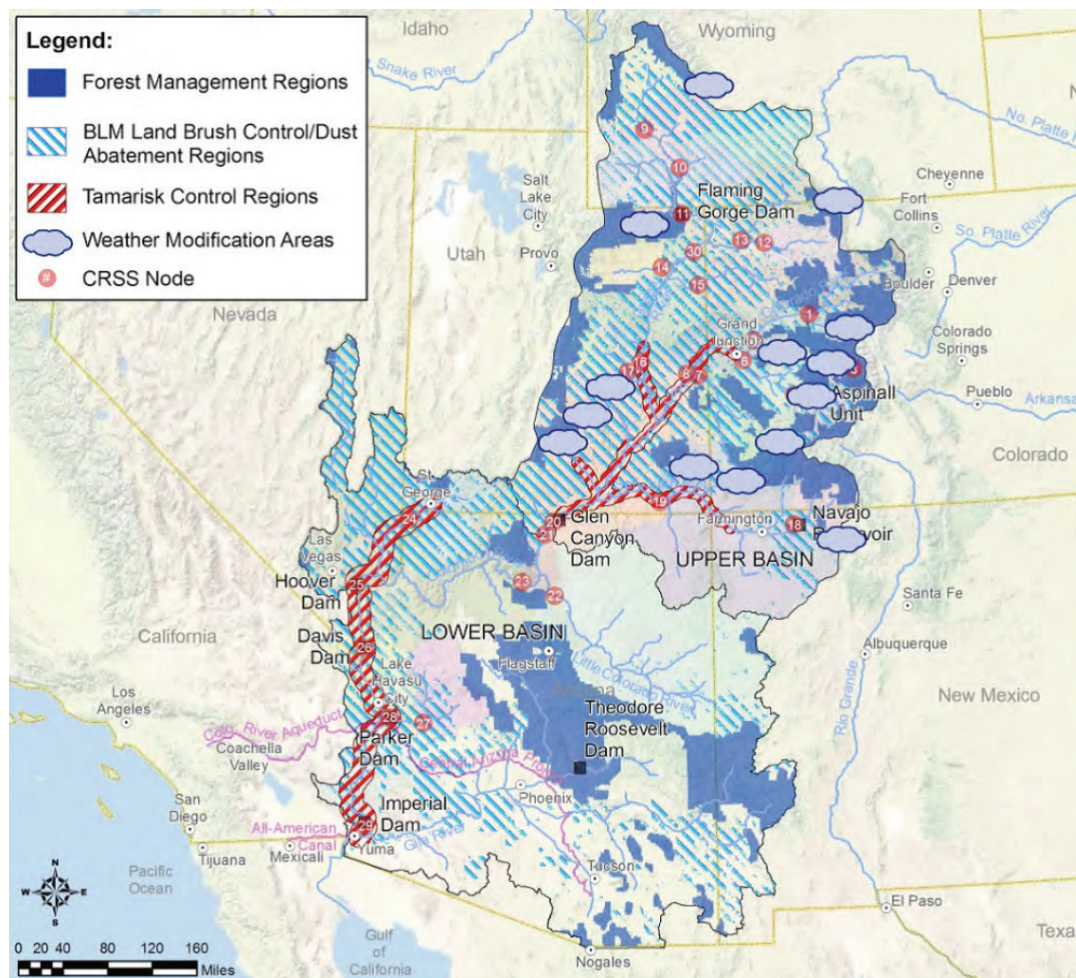 Legend:
Forest Management Regions
BLM Land Brush Control/Dust
Abatement Regions
Tamarisk Control Regions
Weather Modification Areas
#
CRSS Node
Idaho
Wyoming
Snake River
No. Platte
9
10
Salt
Lake
City
Flaming
Gorge Dam
11
Cheyenne
Fort
Collins
So. Platte River
Utah
Provo
13
12
30
14
15
Boulder
Denver
Nevada
Colorado
1
Grand
Junction
6
Colorado
Springs
16
17
8
7
Aspinall
Unit
Pueblo
Arkansa
Colorado
St
George
24
19
20
21
Glen
Canyon
Dam
Farmington
18
Navajo
UPPER BASIN
Las
Vegas
Hoover
Dam
25
23
22
Santa Fe
California
Davis
Dam
26
LOWER BASIN
Flagstaff
Little Colorado River
Albuquerque
Rio Grande
New Mexico
Lake
Havasu
City
Los
Angeles
Colo. River Aqueduct
28
27
Parker
Dam
Theodore
Roosevelt
Dam
Coachella
Valley
Central Arizona
Phoenix
San
Diego
Imperial
Dam
29
All-American
Canal
Gila River
Yuma
Tijuana
Mexicali
Pacific
Ocean
Tucson
N
W
E
S
El Paso
Texa
Gulf
of
California
Nogales
0 20 40 80 120 160
Miles